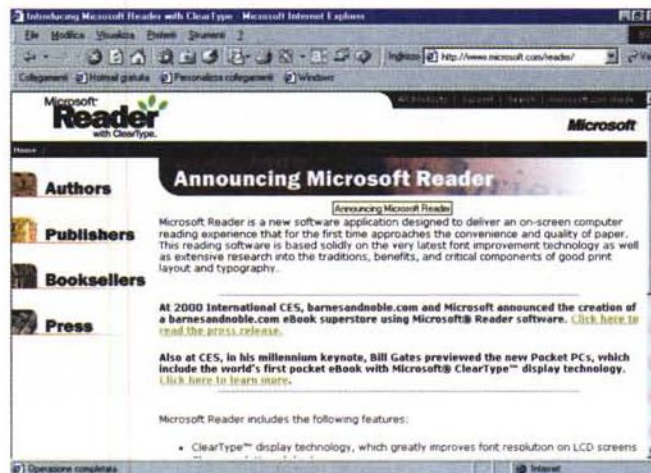 Introducing Microsoft Reader with ClearType - Microsoft Internet Explorer
File Modifica Visualizza Preferiti Strumenti ?
Indirizzo http://www.microsoft.com/reader/ Vai
Collegamenti Hotmail gratuita Personalizza collegamenti Windows
Microsoft
Reader
with ClearType.
All Products | Support | Search | microsoft.com
Microsoft
Home
Announcing Microsoft Reader
Announcing Microsoft Reader
Authors
Publishers
Booksellers
Press
Microsoft Reader is a new software application designed to deliver an on-screen computer
reading experience that for the first time approaches the convenience and quality of paper.
This reading software is based solidly on the very latest font improvement technology as well
as extensive research into the traditions, benefits, and critical components of good print
layout and typography.
At 2000 International CES, barnesandnoble.com and Microsoft announced the creation of
a barnesandnoble.com eBook superstore using Microsoft® Reader software. Click here to
read the press release.
Also at CES, in his millennium keynote, Bill Gates previewed the new Pocket PCs, which
include the world's first pocket eBook with Microsoft® ClearType™ display technology.
Click here to learn more.
Microsoft Reader includes the following features:
• ClearType™ display technology, which greatly improves font resolution on LCD screens
Operazione completata Internet